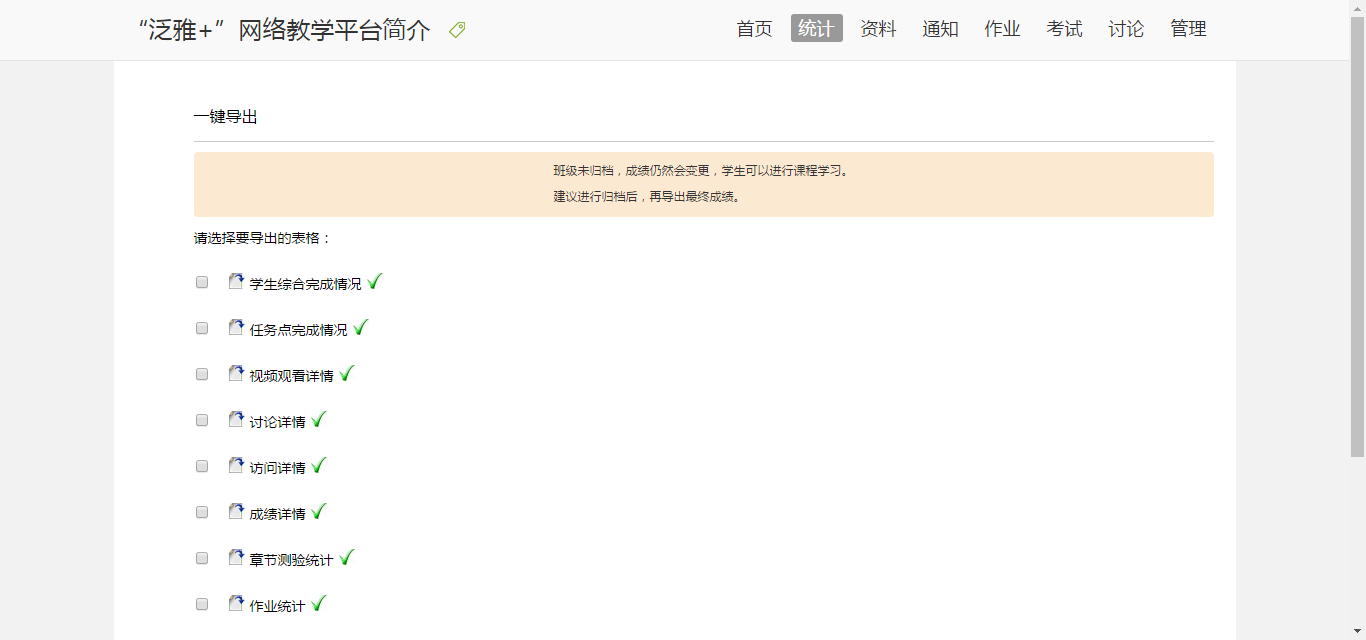 “泛雅+”网络教学平台简介
首页 统计 资料 通知 作业 考试 讨论 管理
一键导出
班级未归档，成绩仍然会变更，学生可以进行课程学习。
建议进行归档后，再导出最终成绩。
请选择要导出的表格：
学生综合完成情况
任务点完成情况
视频观看详情
讨论详情
访问详情
成绩详情
章节测验统计
作业统计